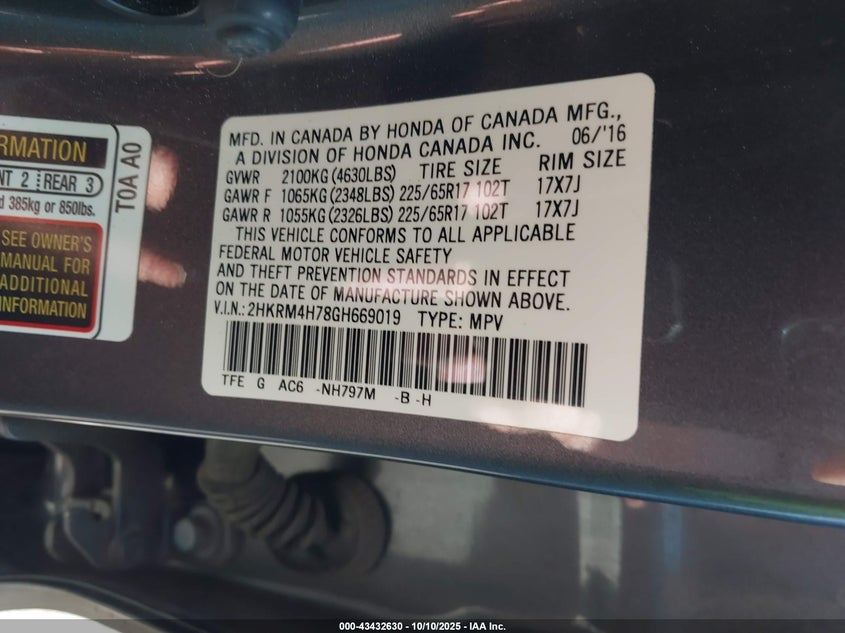 RMATION
NT 2 REAR 3
d 385kg or 850lbs.
SEE OWNER'S
MANUAL FOR
ADDITIONAL
INFORMATION
T0A A0
MFD. IN CANADA BY HONDA OF CANADA MFG.,
A DIVISION OF HONDA CANADA INC. 06/'16
GVWR 2100KG (4630LBS) TIRE SIZE RIM SIZE
GAWR F 1065KG (2348LBS) 225/65R17 102T 17X7J
GAWR R 1055KG (2326LBS) 225/65R17 102T 17X7J
THIS VEHICLE CONFORMS TO ALL APPLICABLE
FEDERAL MOTOR VEHICLE SAFETY
AND THEFT PREVENTION STANDARDS IN EFFECT
ON THE DATE OF MANUFACTURE SHOWN ABOVE.
V.I.N.: 2HKRM4H78GH669019 TYPE: MPV
TFE G AC6 -NH797M -B -H
000-43432630 - 10/10/2025 - IAA Inc.